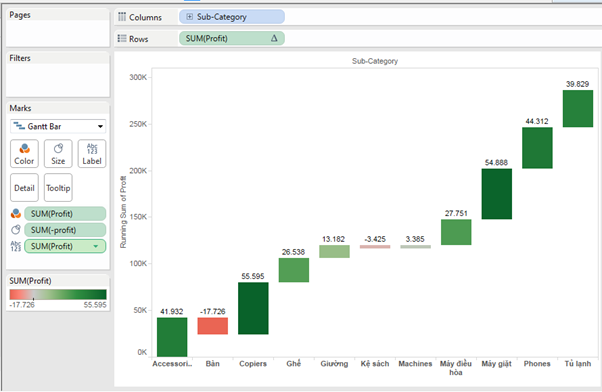 Pages
Columns
Sub-Category
Rows
SUM(Profit) Δ
Filters
Marks
Gantt Bar
Color
Size
Abc
123
Label
Detail
Tooltip
SUM(Profit)
SUM(-profit)
Abc
123
SUM(Profit)
SUM(Profit)
-17.726
55.595
Sub-Category
Running Sum of Profit
300K
250K
200K
150K
100K
50K
0K
41.932
-17.726
55.595
26.538
13.182
-3.425
3.385
27.751
54.888
44.312
39.829
Accessori..
Bàn
Copiers
Ghế
Giường
Kệ sách
Machines
Máy điều
hòa
Máy giặt
Phones
Tủ lạnh